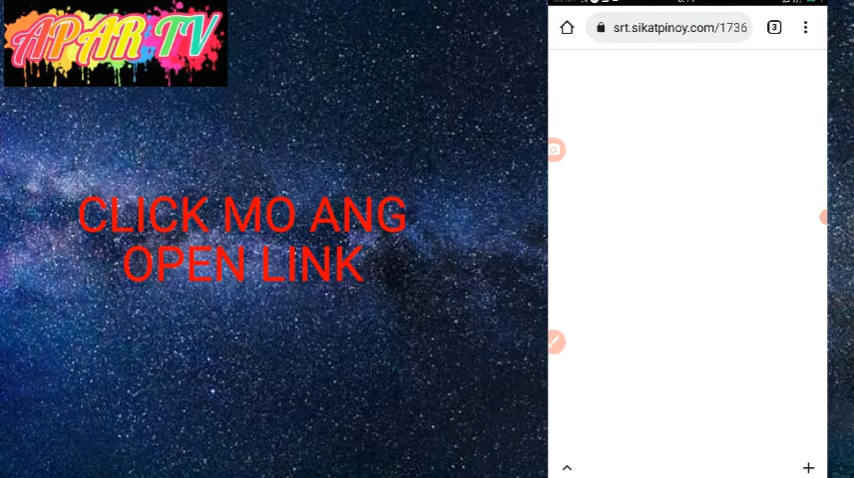 APAR TV
srt.sikatpinoy.com/1736
3
CLICK MO ANG
OPEN LINK